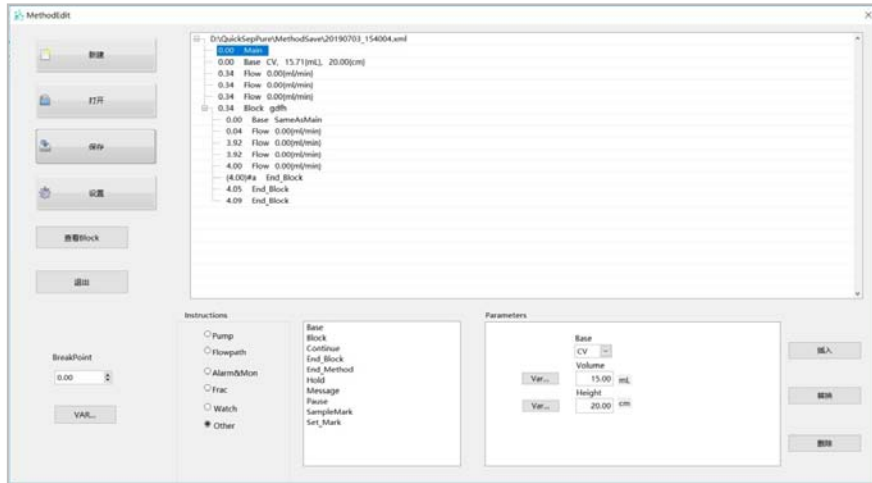 MethodEdit
新建
打开
保存
设置
查看Block
退出
BreakPoint
0.00
VAR...
D:\QuickSepPure\MethodSave\20190703_154004.xml
0.00 Main
0.00 Base CV, 15.71(mL), 20.00(cm)
0.34 Flow 0.00(ml/min)
0.34 Flow 0.00(ml/min)
0.34 Flow 0.00(ml/min)
0.34 Block gdfh
0.00 Base SameAsMain
0.04 Flow 0.00(ml/min)
3.92 Flow 0.00(ml/min)
3.92 Flow 0.00(ml/min)
4.00 Flow 0.00(ml/min)
(4.00)#a End_Block
4.05 End_Block
4.09 End_Block
Instructions
Pump
Flowpath
Alarm&Mon
Frac
Watch
Other
Base
Block
Continue
End_Block
End_Method
Hold
Message
Pause
SampleMark
Set_Mark
Parameters
Base
CV
Volume
Var... 15.00 mL
Height
Var... 20.00 cm
插入
替换
删除